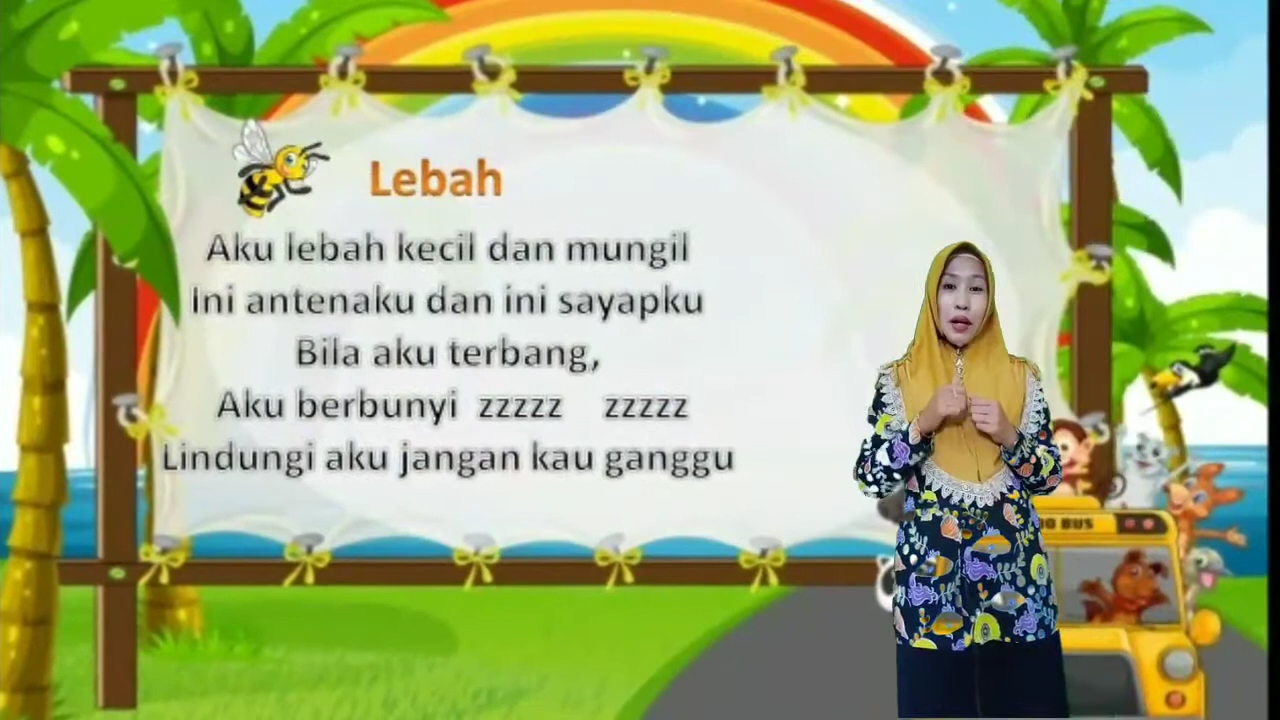 Lebah
Aku lebah kecil dan mungil
Ini antenaku dan ini sayapku
Bila aku terbang,
Aku berbunyi zzzzz zzzzz
Lindungi aku jangan kau ganggu
BUS